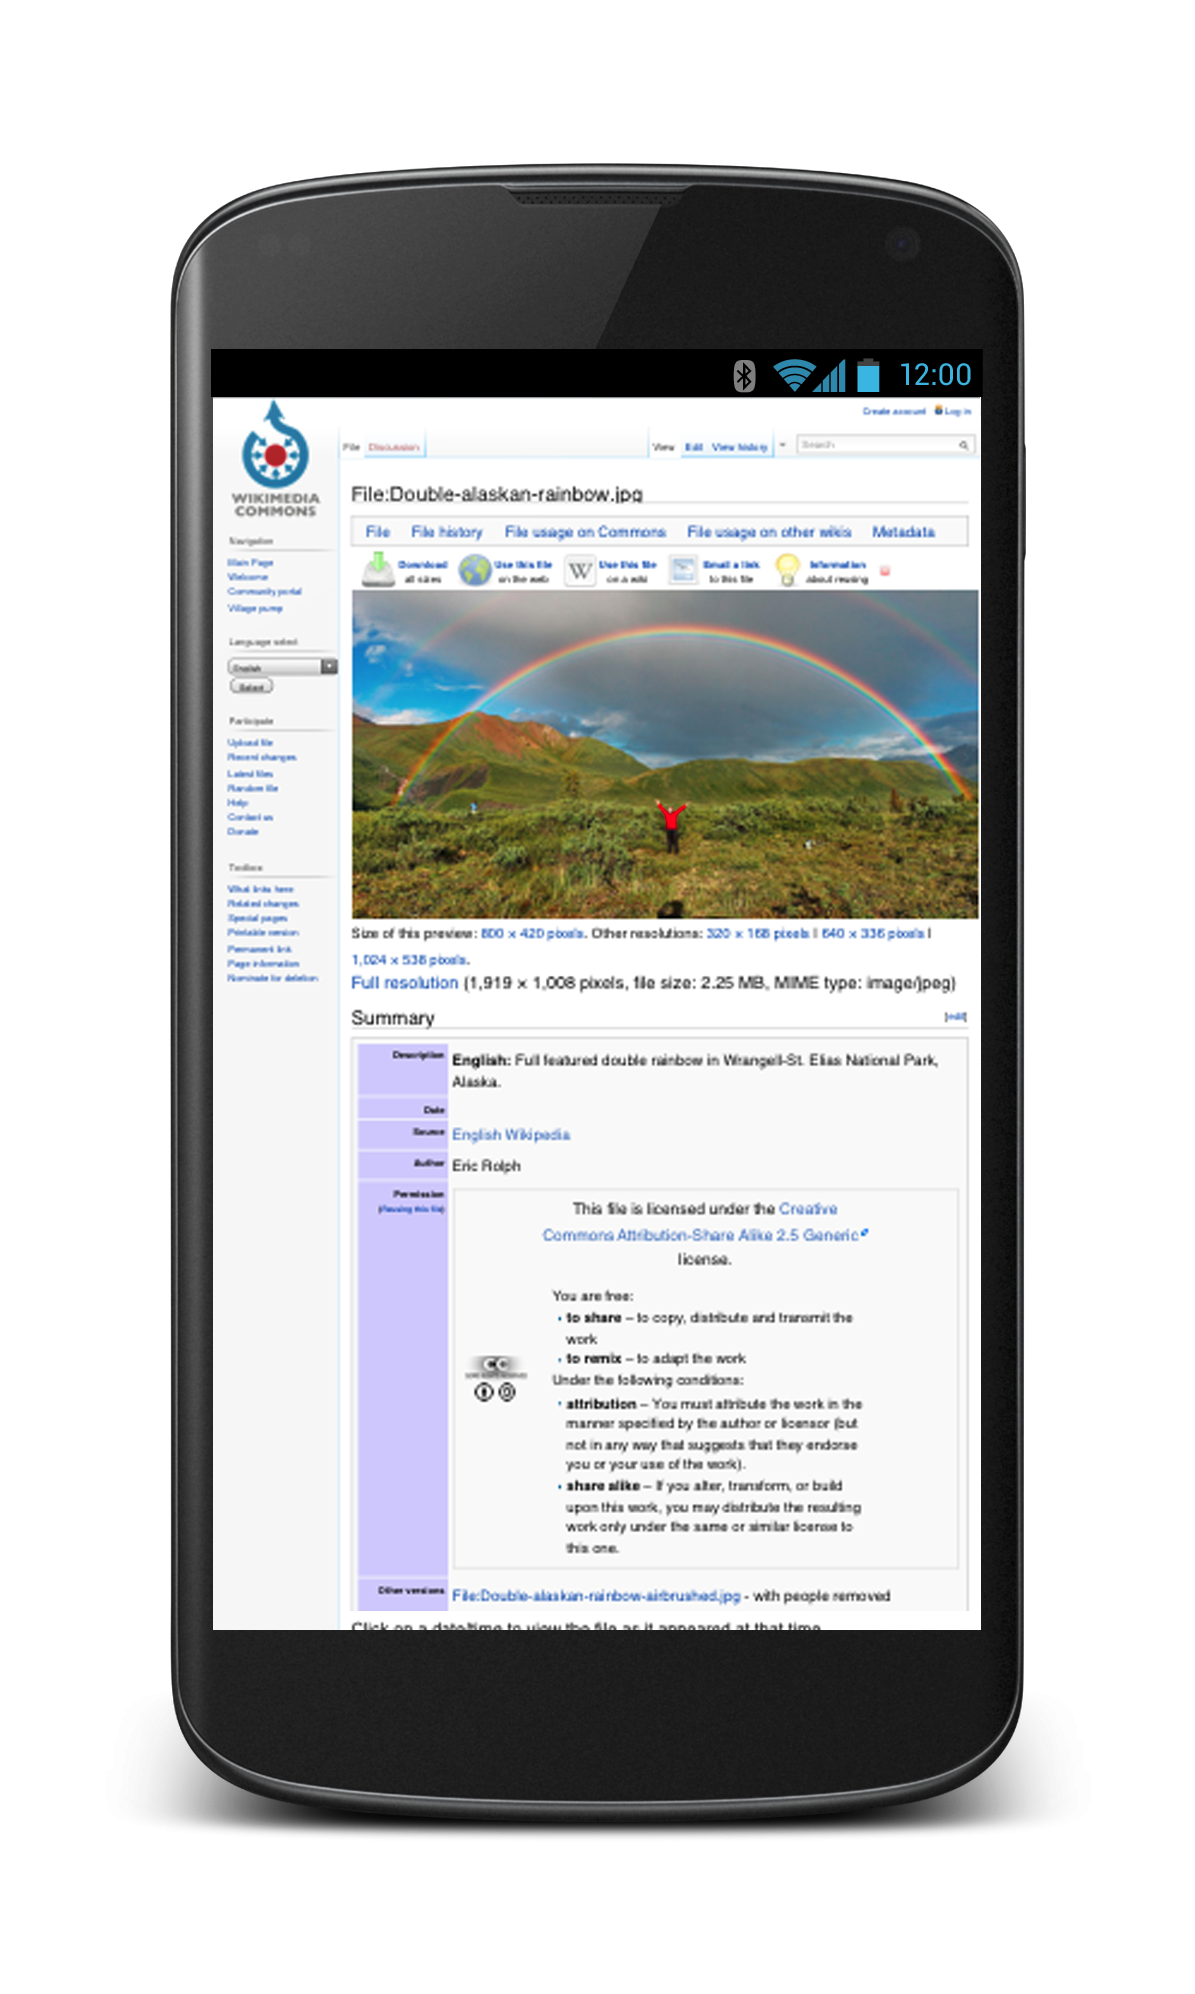 12:00
WIKIMEDIA
COMMONS
Create account Log in
File Discussion View Edit View history Search
File:Double-alaskan-rainbow.jpg
File File history File usage on Commons File usage on other wikis Metadata
Download
all sizes
Use this file
on the web
W
Use this file
on a wiki
Email a link
to this file
Information
about reusing
Navigation
Main Page
Welcome
Community portal
Village pump
Language select
English
Select
Participate
Upload file
Recent changes
Latest files
Random file
Help
Contact us
Donate
Toolbox
What links here
Related changes
Special pages
Printable version
Permanent link
Page information
Nominate for deletion
Size of this preview: 800 × 420 pixels. Other resolutions: 320 × 168 pixels | 640 × 336 pixels |
1,024 × 538 pixels.
Full resolution (1,919 × 1,008 pixels, file size: 2.25 MB, MIME type: image/jpeg)
Summary [edit]
Description English: Full featured double rainbow in Wrangell-St. Elias National Park,
Alaska.
Date
Source English Wikipedia
Author Eric Rolph
Permission
(Reusing this file)
This file is licensed under the Creative
Commons Attribution-Share Alike 2.5 Generic
license.
You are free:
• to share – to copy, distribute and transmit the
work
• to remix – to adapt the work
Under the following conditions:
• attribution – You must attribute the work in the
manner specified by the author or licensor (but
not in any way that suggests that they endorse
you or your use of the work).
• share alike – If you alter, transform, or build
upon this work, you may distribute the resulting
work only under the same or similar license to
this one.
Other versions File:Double-alaskan-rainbow-airbrushed.jpg - with people removed
Click on a date/time to view the file as it appeared at that time.